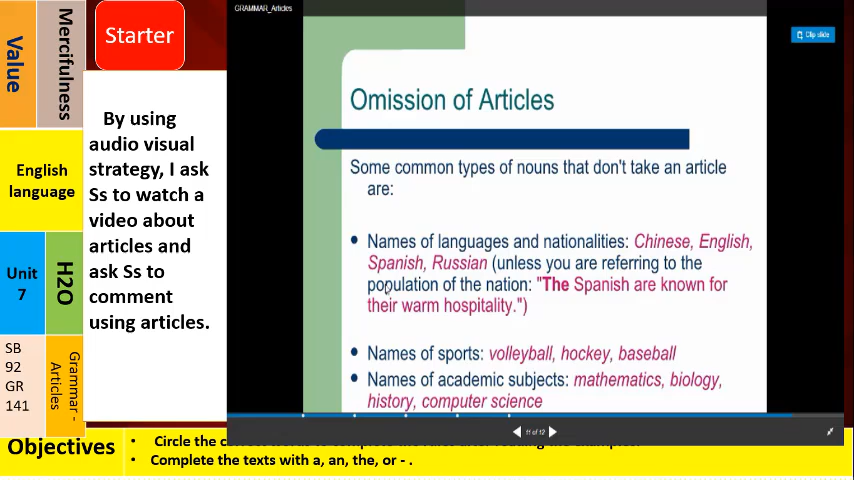 Value
Mercifulness
Starter
English
language
Unit
7
H2O
SB
92
GR
141
Grammar -
Articles
By using
audio visual
strategy, I ask
Ss to watch a
video about
articles and
ask Ss to
comment
using articles.
GRAMMAR_Articles
Clip slide
Omission of Articles
Some common types of nouns that don't take an article
are:
• Names of languages and nationalities: Chinese, English,
Spanish, Russian (unless you are referring to the
population of the nation: "The Spanish are known for
their warm hospitality.")
• Names of sports: volleyball, hockey, baseball
• Names of academic subjects: mathematics, biology,
history, computer science
11 of 12
Objectives
• Circle the
• Complete the texts with a, an, the, or - .